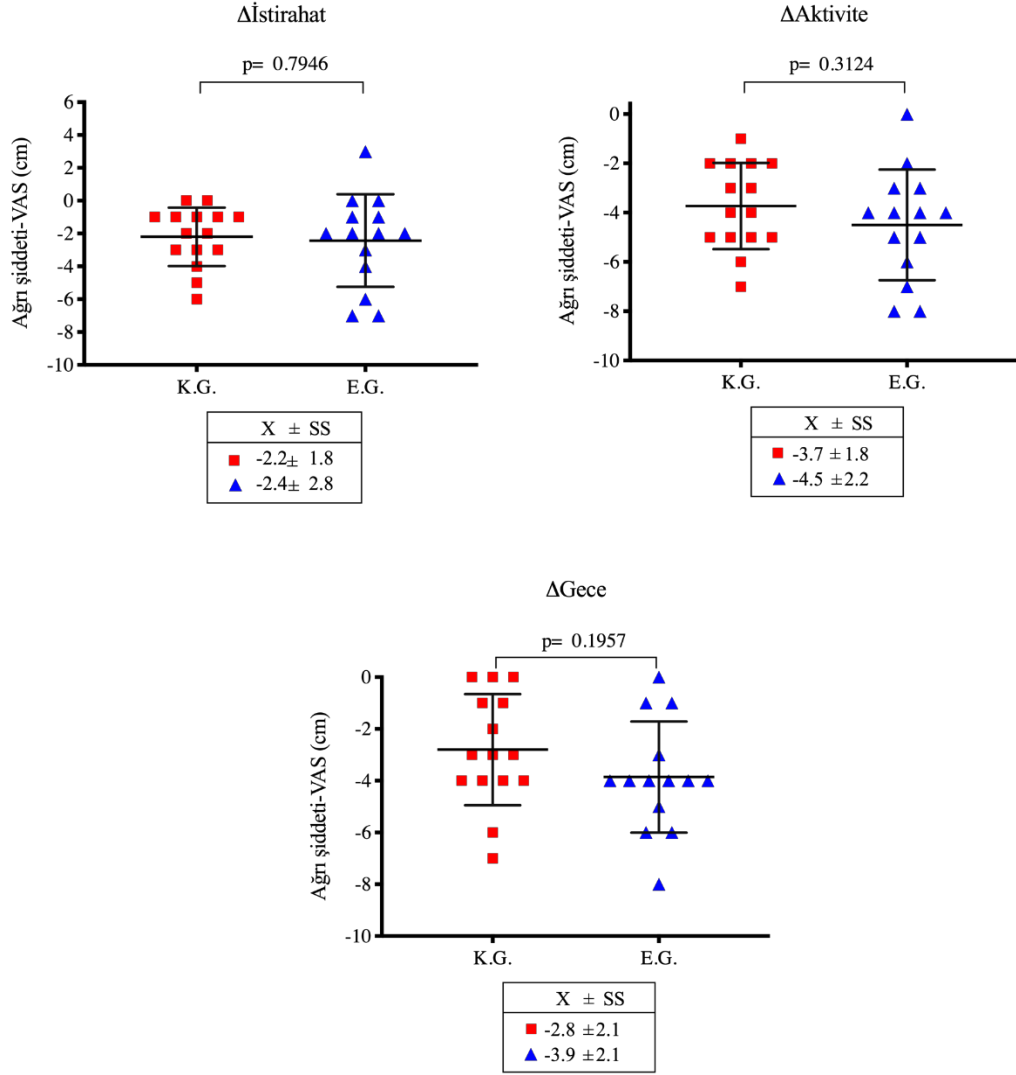 ΔİstIrahat
p= 0.7946
Ağrı şiddeti-VAS (cm)
6
4
2
0
-2
-4
-6
-8
-10
K.G.
E.G.
X ± SS
-2.2± 1.8
-2.4± 2.8
ΔAktivite
p= 0.3124
Ağrı şiddeti-VAS (cm)
0
-2
-4
-6
-8
-10
K.G.
E.G.
X ± SS
-3.7 ±1.8
-4.5 ±2.2
ΔGece
p= 0.1957
Ağrı şiddeti-VAS (cm)
0
-2
-4
-6
-8
-10
K.G.
E.G.
X ± SS
-2.8 ±2.1
-3.9 ±2.1